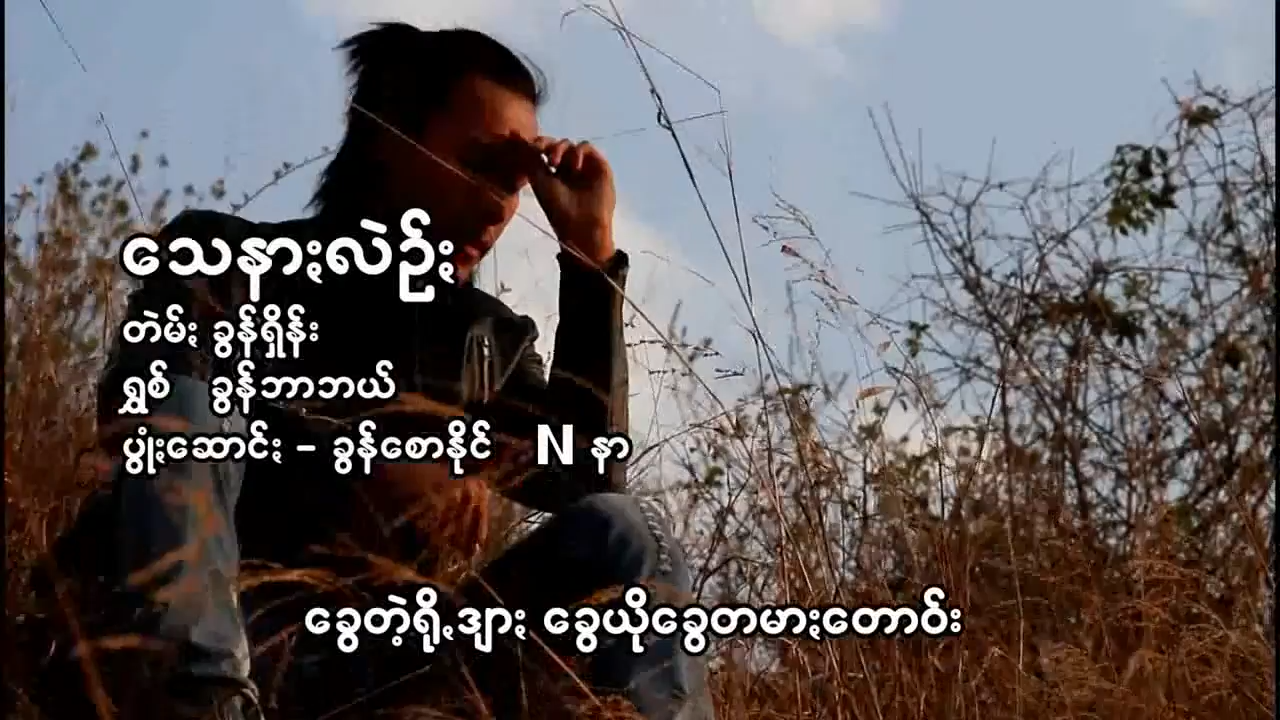 သေနာႏလဲဉ်ႏ
တဲမ်ႏ ခွန်ရှိန်း
ရွှစ် ခွန်ဘာဘယ်
ပွုံႏဆောင်ႏ – ခွန်စောနိုင် N နာ
ခွေတဲ့ရို့ဒျာႏ ခွေယိုခွေတမာႏတောဝ်း